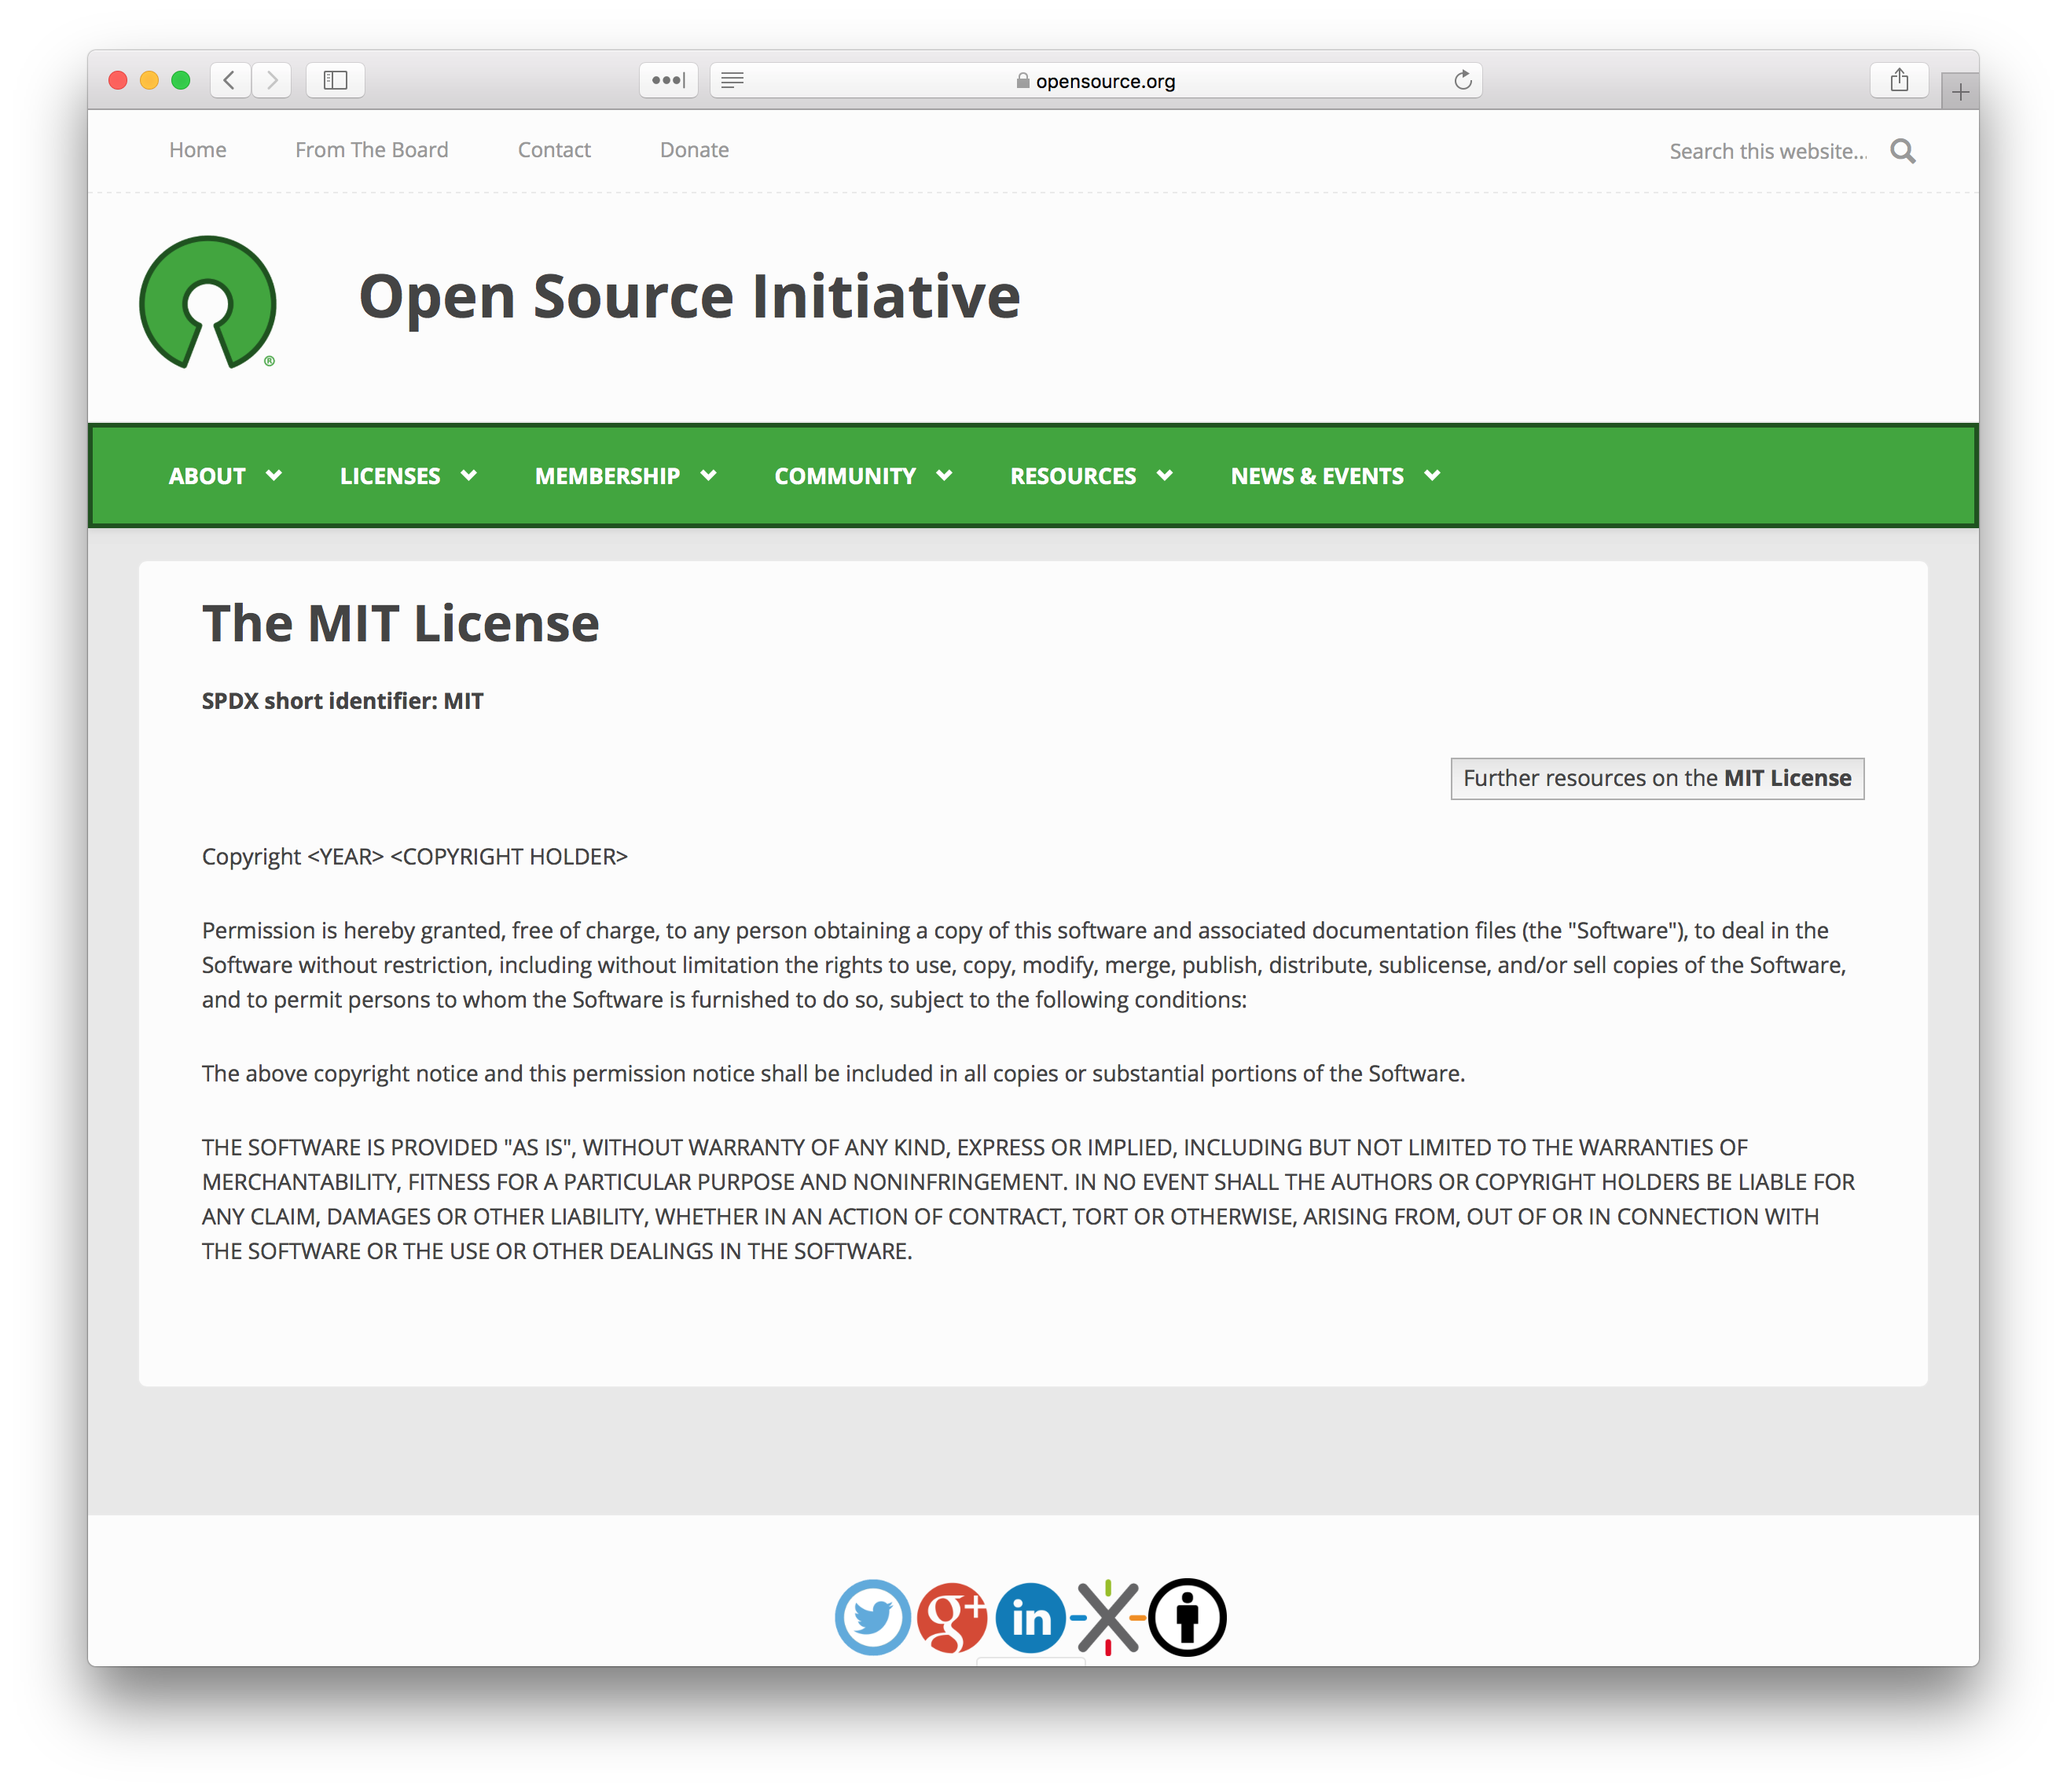 opensource.org
Home From The Board Contact Donate Search this website...
Open Source Initiative
®
ABOUT LICENSES MEMBERSHIP COMMUNITY RESOURCES NEWS & EVENTS
The MIT License
SPDX short identifier: MIT
Further resources on the MIT License
Copyright <YEAR> <COPYRIGHT HOLDER>
Permission is hereby granted, free of charge, to any person obtaining a copy of this software and associated documentation files (the "Software"), to deal in the
Software without restriction, including without limitation the rights to use, copy, modify, merge, publish, distribute, sublicense, and/or sell copies of the Software,
and to permit persons to whom the Software is furnished to do so, subject to the following conditions:
The above copyright notice and this permission notice shall be included in all copies or substantial portions of the Software.
THE SOFTWARE IS PROVIDED "AS IS", WITHOUT WARRANTY OF ANY KIND, EXPRESS OR IMPLIED, INCLUDING BUT NOT LIMITED TO THE WARRANTIES OF
MERCHANTABILITY, FITNESS FOR A PARTICULAR PURPOSE AND NONINFRINGEMENT. IN NO EVENT SHALL THE AUTHORS OR COPYRIGHT HOLDERS BE LIABLE FOR
ANY CLAIM, DAMAGES OR OTHER LIABILITY, WHETHER IN AN ACTION OF CONTRACT, TORT OR OTHERWISE, ARISING FROM, OUT OF OR IN CONNECTION WITH
THE SOFTWARE OR THE USE OR OTHER DEALINGS IN THE SOFTWARE.
g+ in